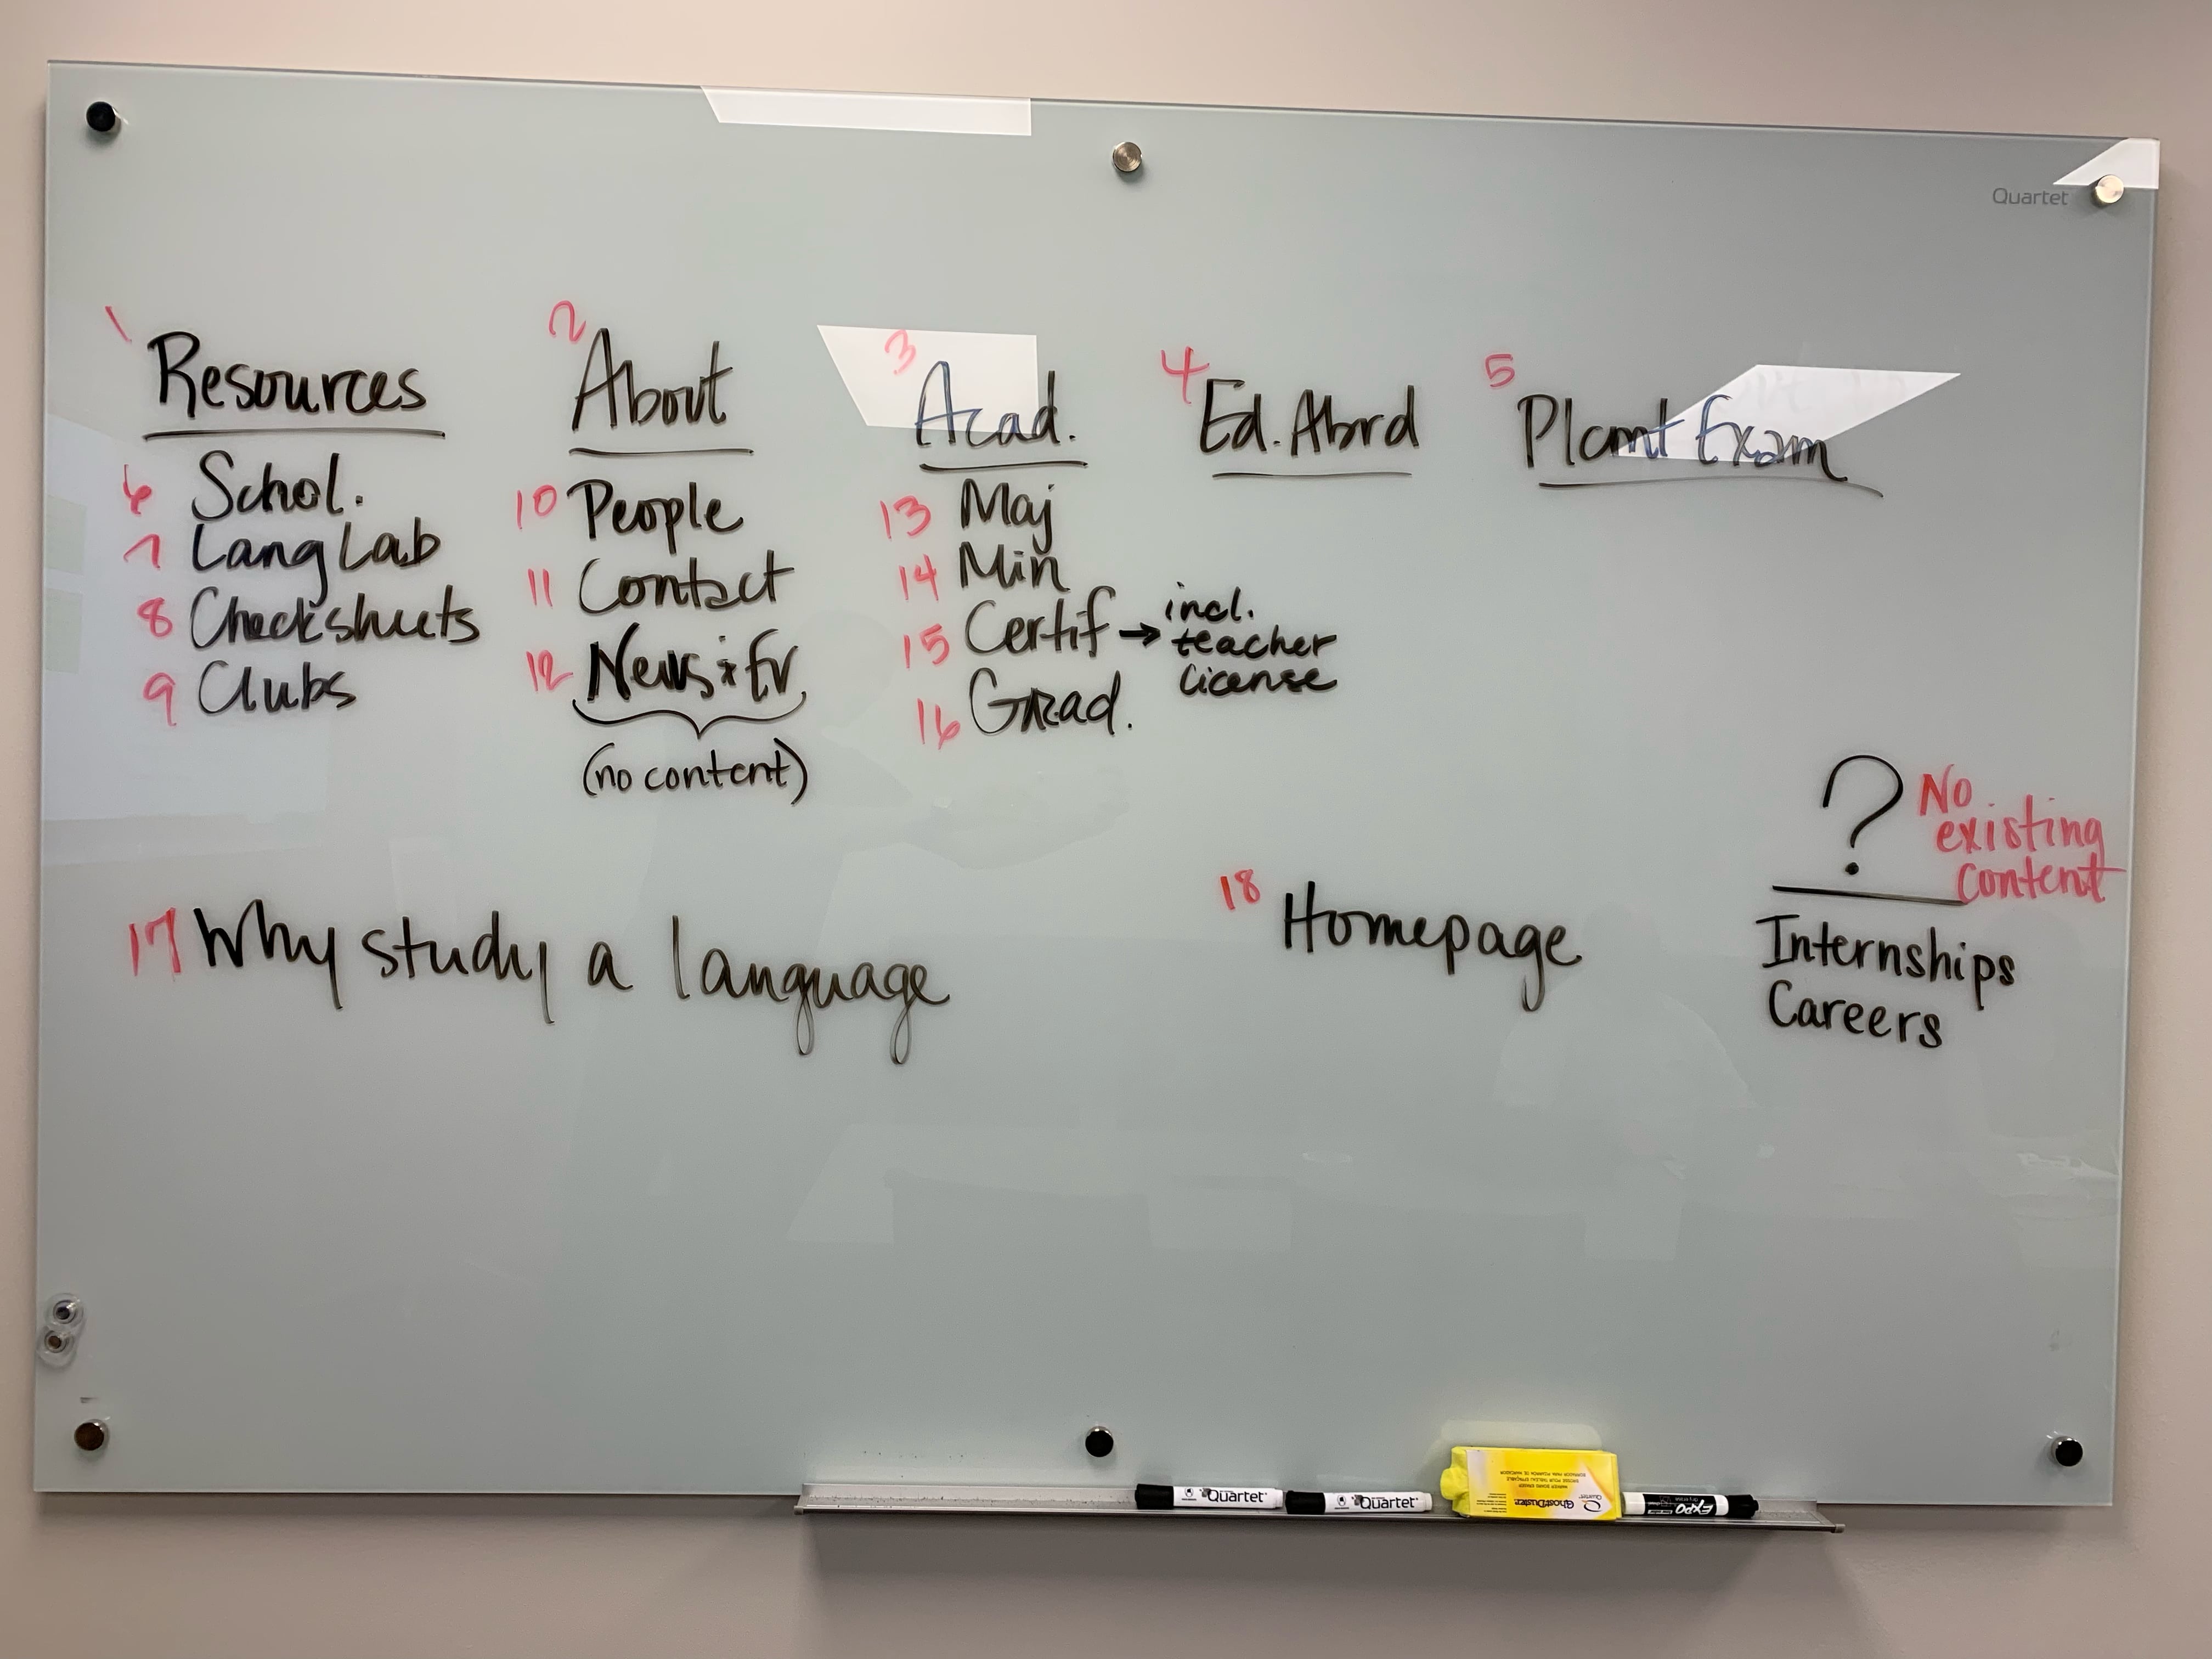 Quartet
1 Resources
6 Schol.
7 Lang Lab
8 Checksheets
9 Clubs
2 About
10 People
11 Contact
12 News + Ev.
(no content)
3 Acad.
13 Maj
14 Min
15 Certif → incl.
teacher
license
16 Grad.
4 Ed. Abrd
5 Plcmt Exam
17 Why study a language
18 Homepage
? No
existing
content
Internships
Careers
Quartet
Quartet
Quartet
GhostDuster
EXPO